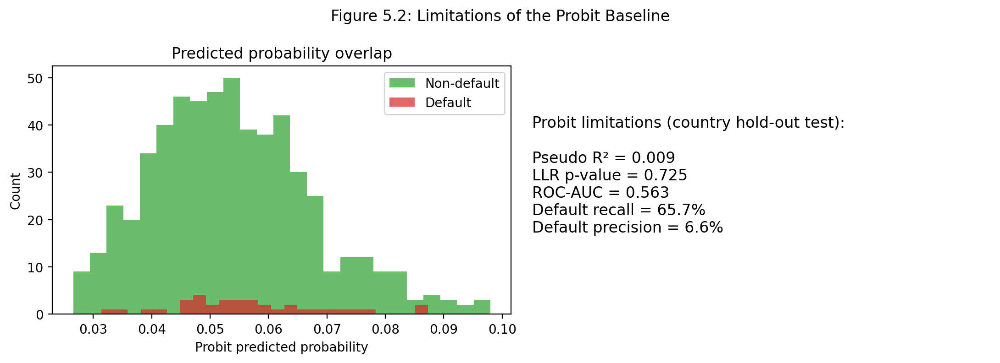 Figure 5.2: Limitations of the Probit Baseline
Predicted probability overlap
50
40
30
20
10
0
Count
Non-default
Default
0.03
0.04
0.05
0.06
0.07
0.08
0.09
0.10
Probit predicted probability
Probit limitations (country hold-out test):
Pseudo R² = 0.009
LLR p-value = 0.725
ROC-AUC = 0.563
Default recall = 65.7%
Default precision = 6.6%